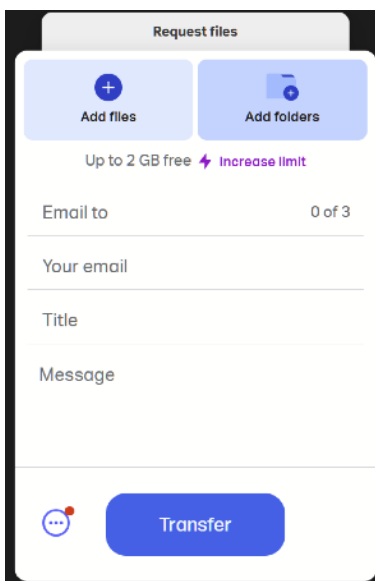 Request files
Add files
Add folders
Up to 2 GB free Increase limit
Email to 0 of 3
Your email
Title
Message
Transfer